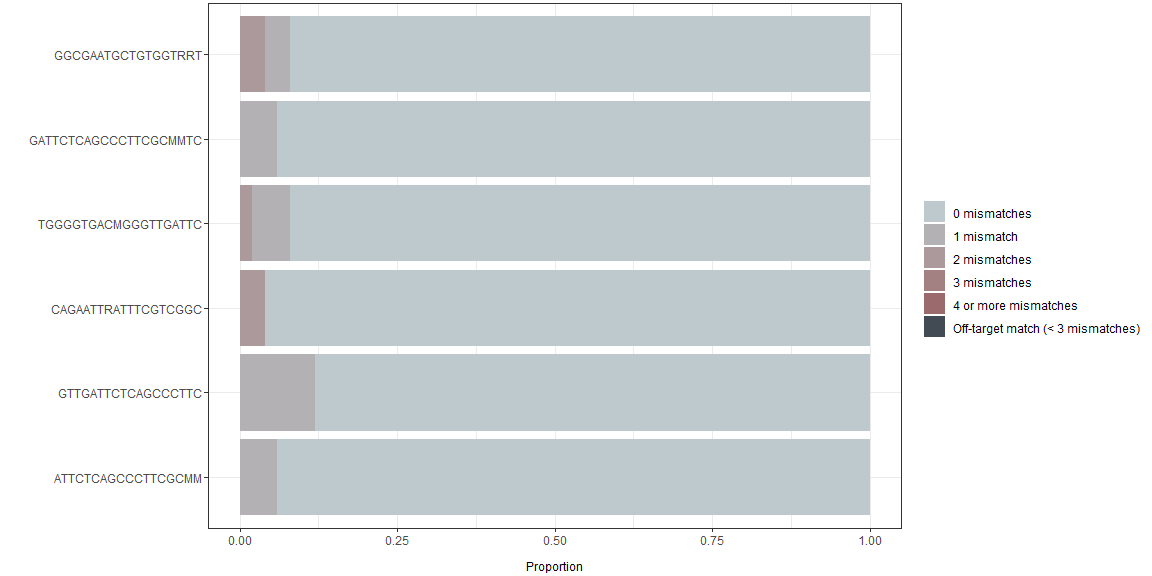 GGCGAATGCTGTGGTRRT
GATTCTCAGCCCTTCGCMMTC
TGGGGTGACMGGGTTGATTC
CAGAATTRATTTCGTCGGC
GTTGATTCTCAGCCCTTC
ATTCTCAGCCCTTCGCMM
0.00 0.25 0.50 0.75 1.00
Proportion
0 mismatches
1 mismatch
2 mismatches
3 mismatches
4 or more mismatches
Off-target match (< 3 mismatches)